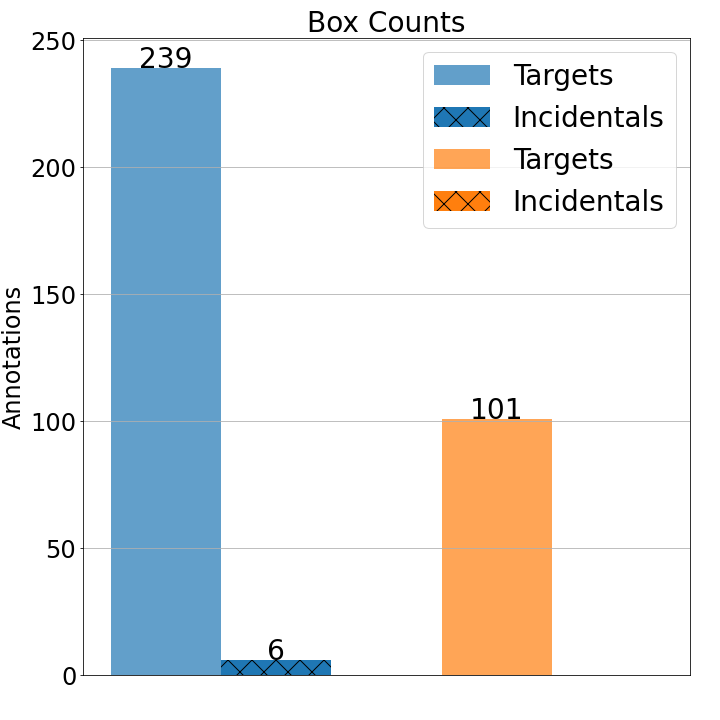 Box Counts
250
200
150
100
50
0
Annotations
239
6
101
Targets
Incidentals
Targets
Incidentals